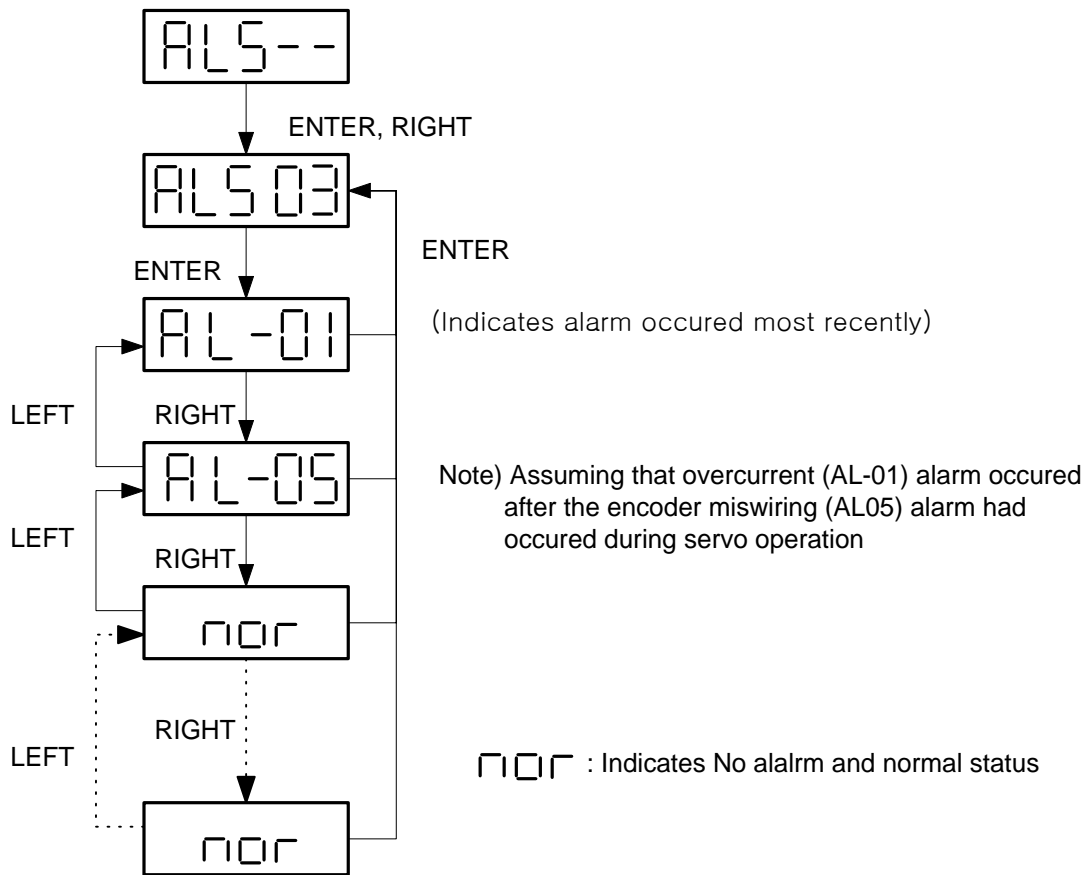 ALS--
ENTER, RIGHT
ALS03
ENTER
ENTER
AL-01
(Indicates alarm occured most recently)
LEFT
RIGHT
AL-05
Note) Assuming that overcurrent (AL-01) alarm occured
after the encoder miswiring (AL05) alarm had
occured during servo operation
LEFT
RIGHT
nor
RIGHT
LEFT
nor : Indicates No alalrm and normal status
nor